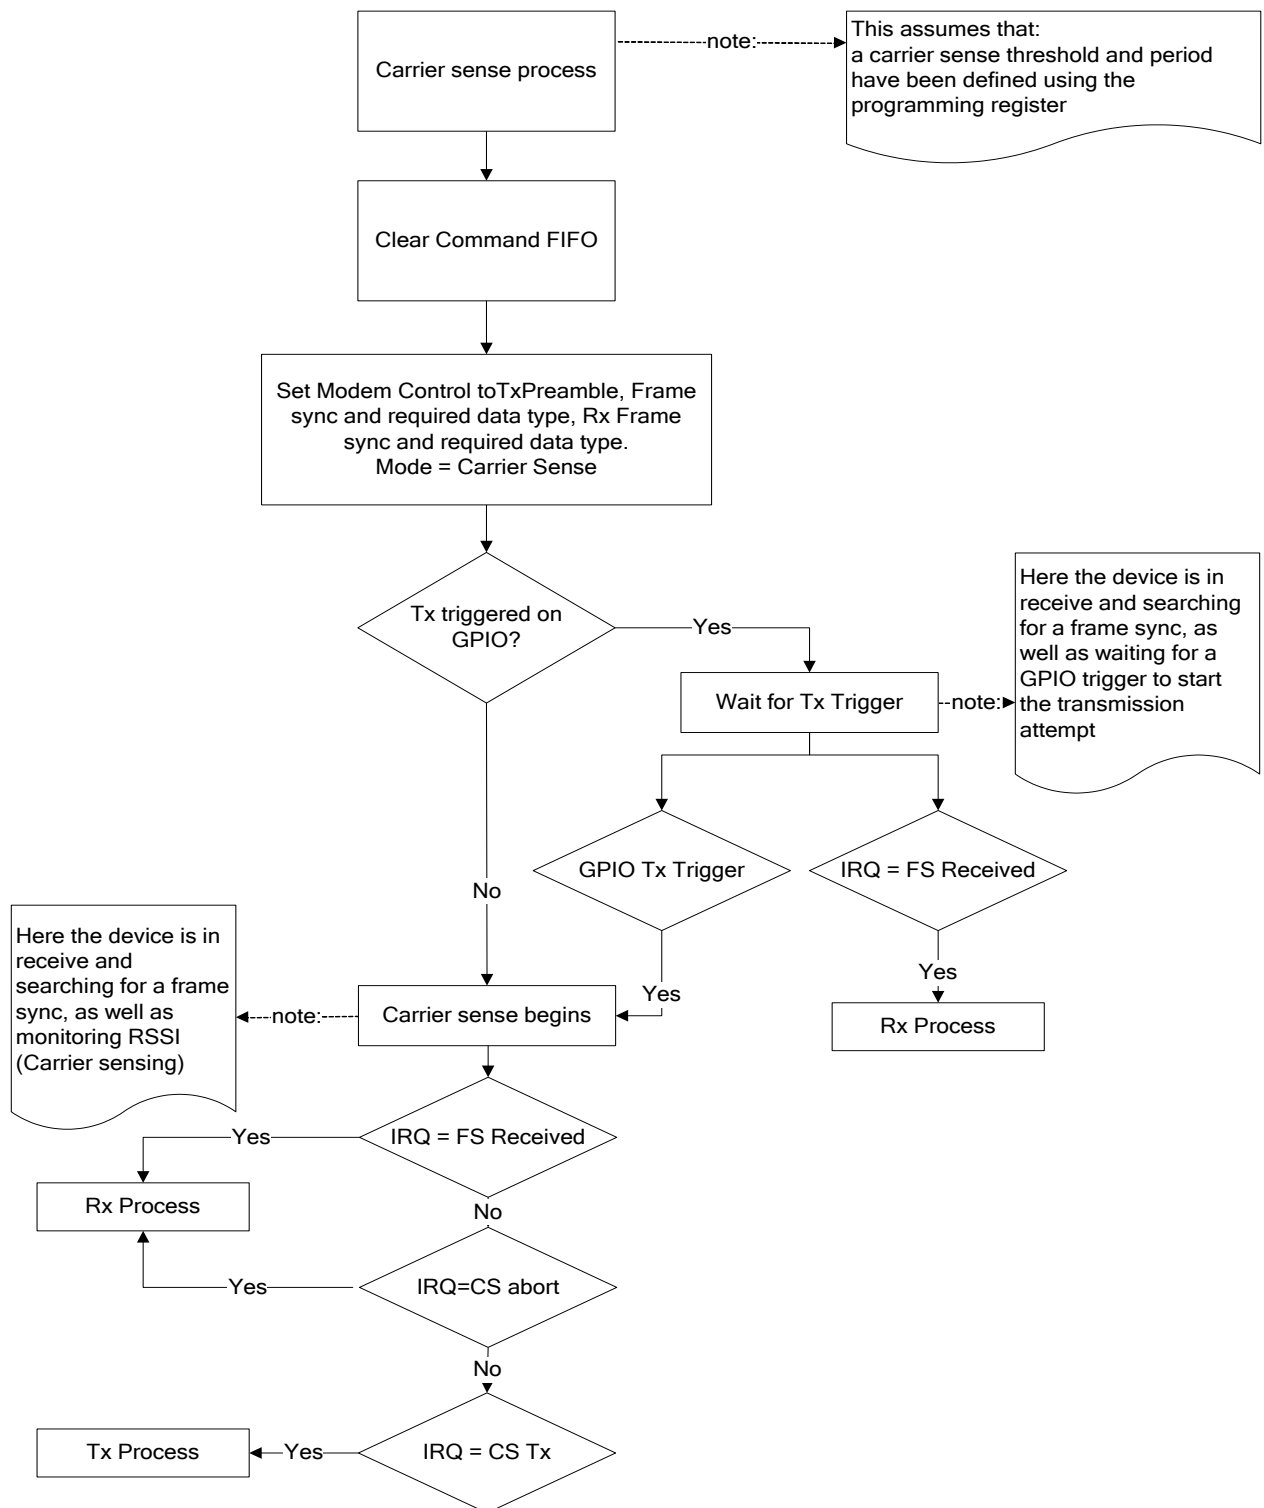 Carrier sense process
note:
This assumes that:
a carrier sense threshold and period
have been defined using the
programming register
Clear Command FIFO
Set Modem Control toTxPreamble, Frame
sync and required data type, Rx Frame
sync and required data type.
Mode = Carrier Sense
Tx triggered on
GPIO?
Yes
Wait for Tx Trigger
note:
Here the device is in
receive and searching
for a frame sync, as
well as waiting for a
GPIO trigger to start
the transmission
attempt
GPIO Tx Trigger
IRQ = FS Received
No
Yes
Yes
Rx Process
Here the device is in
receive and
searching for a frame
sync, as well as
monitoring RSSI
(Carrier sensing)
note:
Carrier sense begins
IRQ = FS Received
Yes
Rx Process
No
IRQ=CS abort
Yes
No
IRQ = CS Tx
Yes
Tx Process